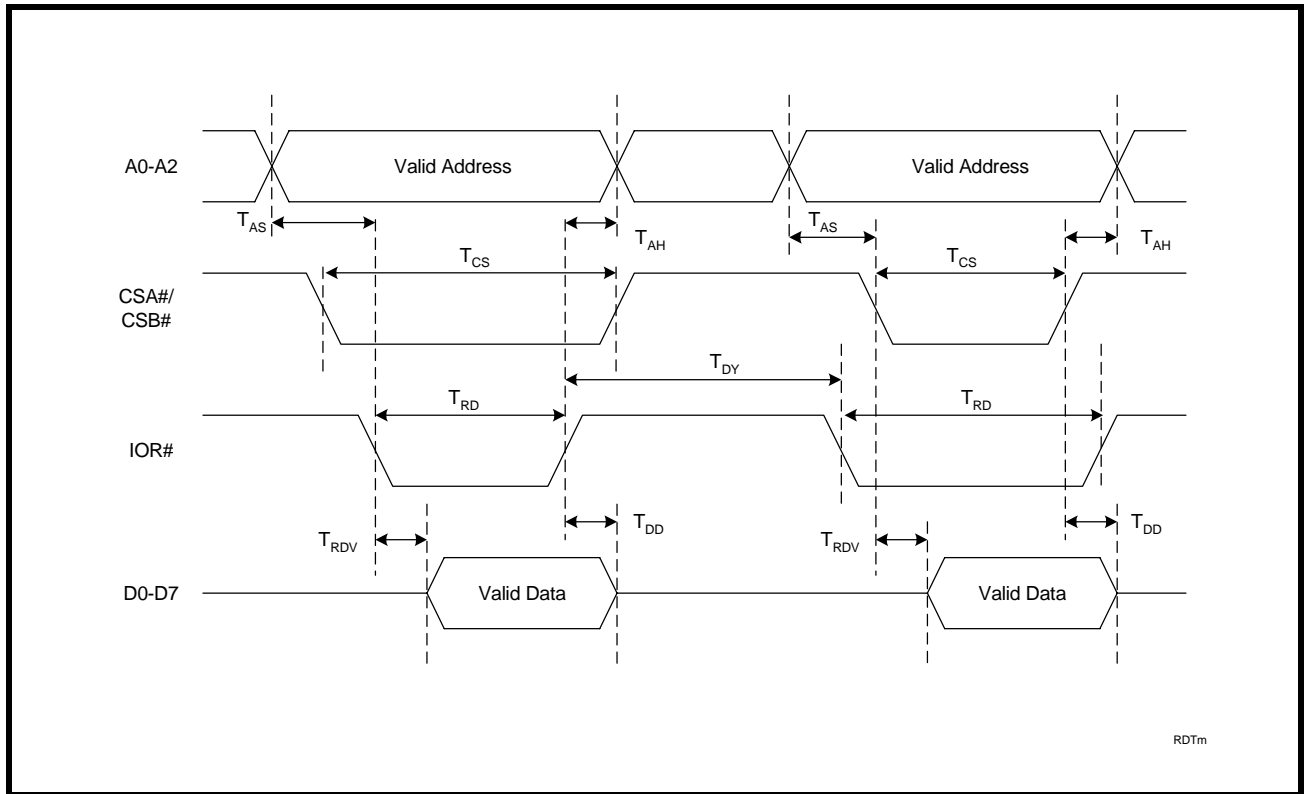 A0-A2
Valid Address
Valid Address
TAS
TAH
TAS
TAH
TCS
TCS
CSA#/
CSB#
TDY
TRD
TRD
IOR#
TRDV
TDD
TRDV
TDD
D0-D7
Valid Data
Valid Data
RDTm